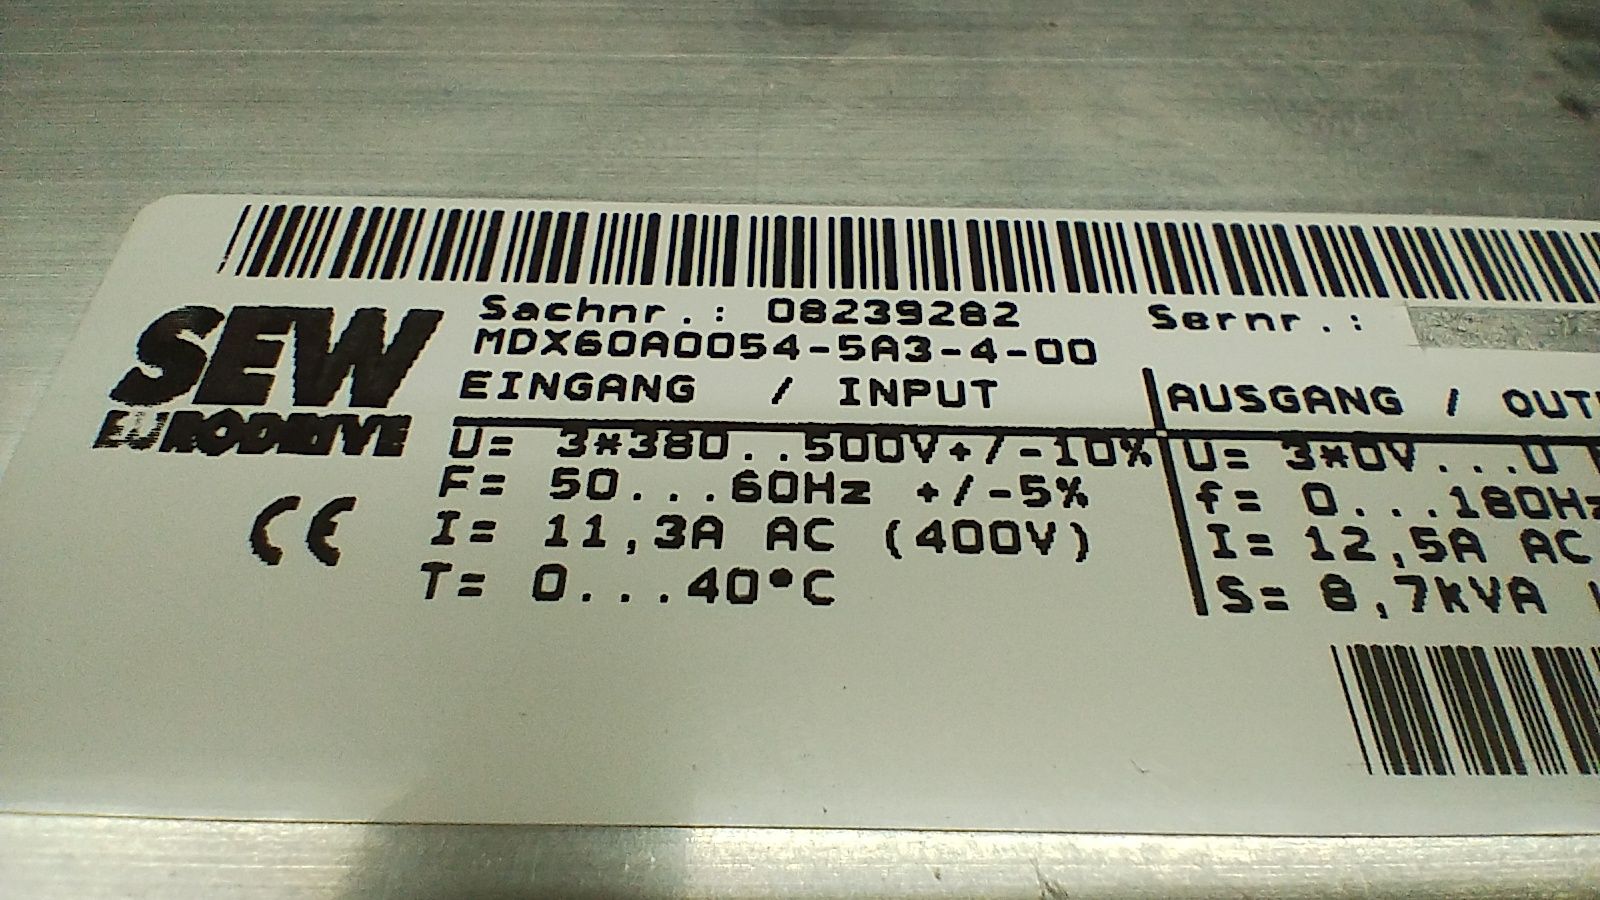 Sachnr.: 08239282 Sernr.:
SEW
EURODRIVE
MDX60A0054-5A3-4-00
EINGANG / INPUT
U= 3*380..500V+/-10%
F= 50...60Hz +/-5%
I= 11,3A AC (400V)
T= 0...40°C
CE
AUSGANG /
U= 3*0V...U
f= 0...180Hz
I= 12,5A AC
S= 8,7kVA